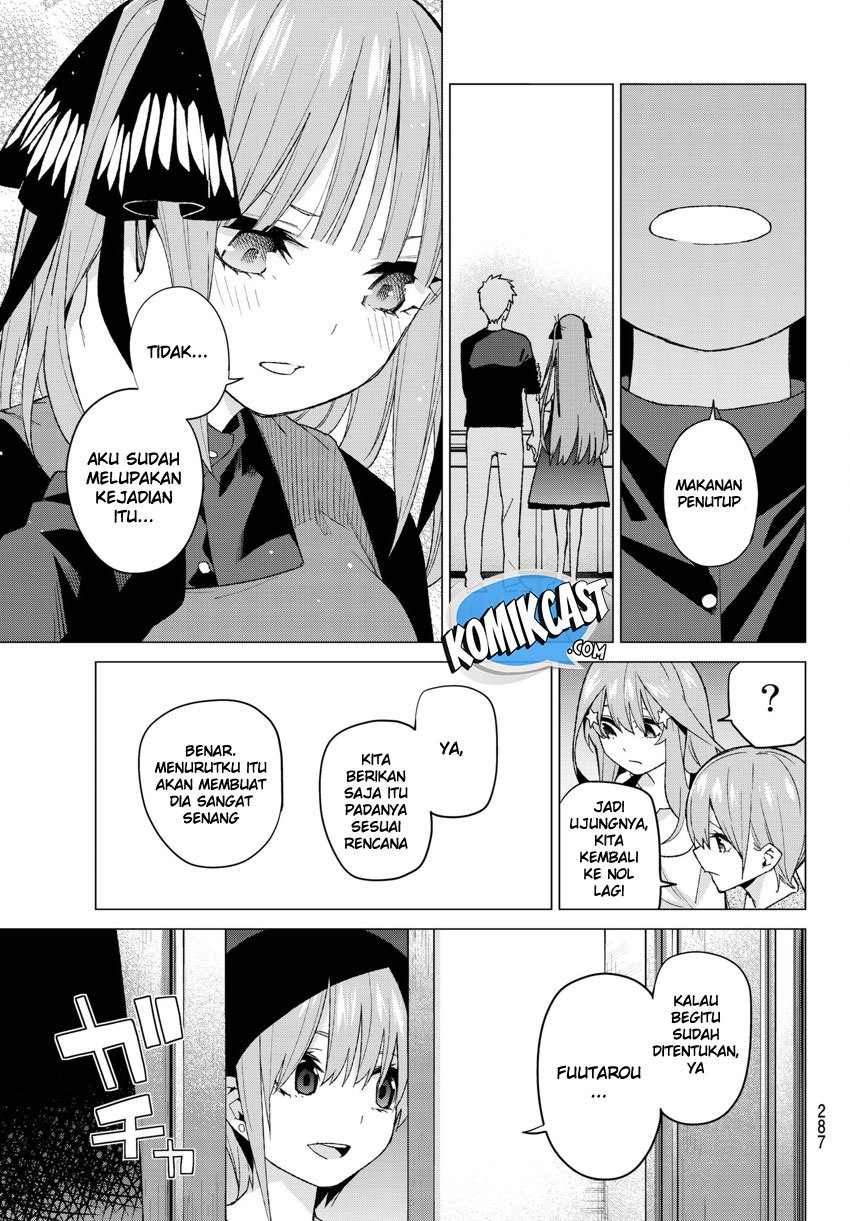 MAKANAN
PENUTUP
TIDAK...
AKU SUDAH
MELUPAKAN
KEJADIAN
ITU...
KOMIKCAST
.COM
?
JADI
UJUNGNYA,
KITA
KEMBALI
KE NOL
LAGI
YA,
KITA
BERIKAN
SAJA ITU
PADANYA
SESUAI
RENCANA
BENAR.
MENURUTKU ITU
AKAN MEMBUAT
DIA SANGAT
SENANG
KALAU
BEGITU
SUDAH
DITENTUKAN,
YA
FUUTAROU
...
ガチャ
287